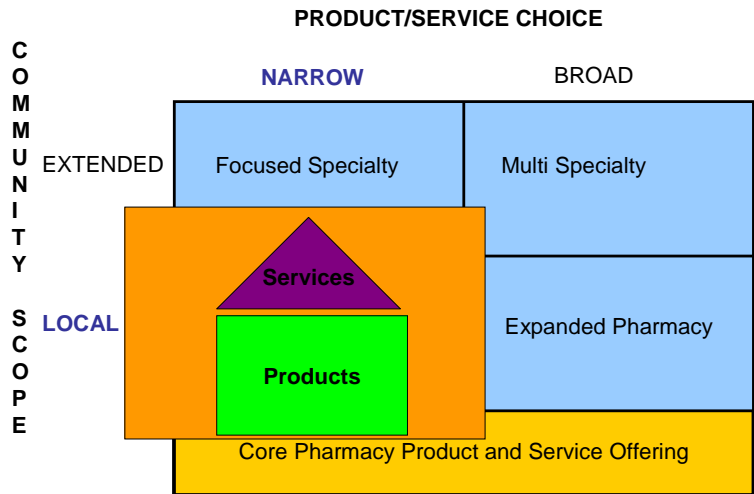 PRODUCT/SERVICE CHOICE
COMMUNITY SCOPE
NARROW
BROAD
EXTENDED
Focused Specialty
Multi Specialty
Services
LOCAL
Expanded Pharmacy
Products
Core Pharmacy Product and Service Offering